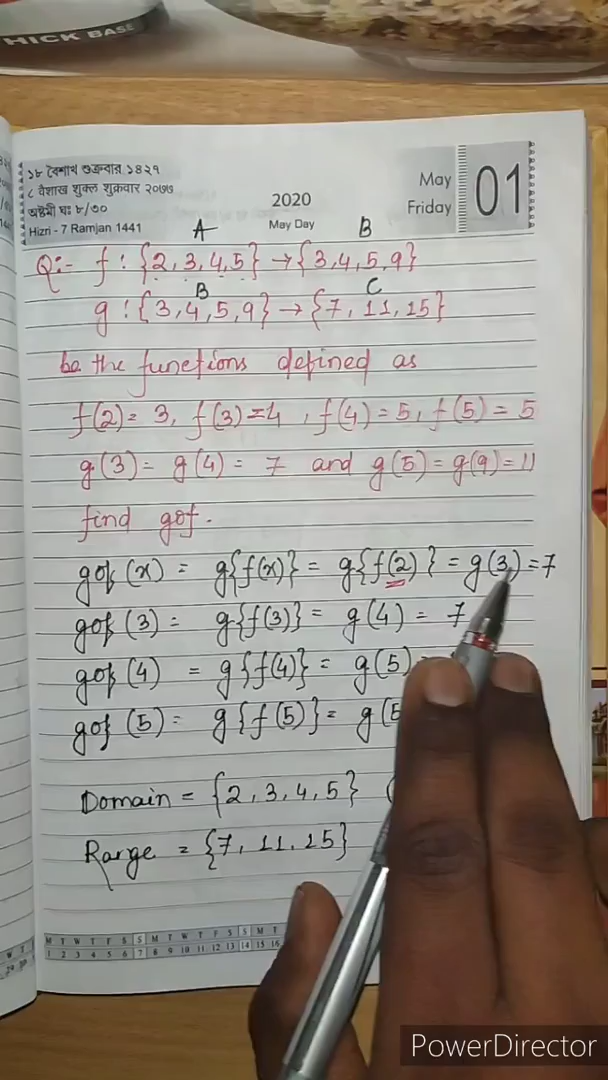 HICK BASE
১৮ বৈশাখ শুক্রবার ১৪২৭
८ वैशाख शुक्ल शुक्रवार २०७७
অষ্টমী ঘঃ ৮/৩০
Hizri - 7 Ramjan 1441
2020
May Day
May
Friday
01
A B
Q:- f : {2, 3, 4, 5} → {3, 4, 5, 9}
B C
g : {3, 4, 5, 9} → {7, 11, 15}
be the functions defined as
f(2) = 3, f(3) = 4, f(4) = 5, f(5) = 5
g(3) = g(4) = 7 and g(5) = g(9) = 11
find gof.
gof (x) = g{f(x)} = g{f(2)} = g(3) = 7
gof (3) = g{f(3)} = g(4) = 7
gof (4) = g{f(4)} = g(5)
gof (5) = g{f(5)} = g(5
Domain = {2, 3, 4, 5}
Range = {7, 11, 15}
M T W T F S S M T W T F S S M T
1 2 3 4 5 6 7 8 9 10 11 12 13 14 15 16
PowerDirector